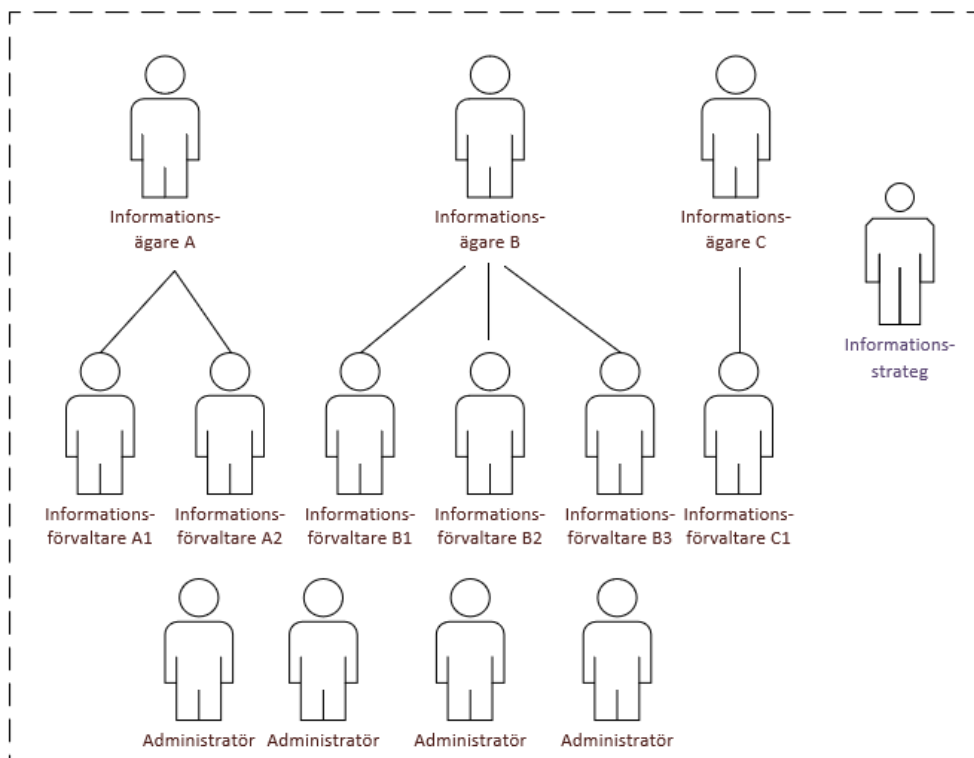 Informations-
ägare A
Informations-
ägare B
Informations-
ägare C
Informations-
strateg
Informations-
förvaltare A1
Informations-
förvaltare A2
Informations-
förvaltare B1
Informations-
förvaltare B2
Informations-
förvaltare B3
Informations-
förvaltare C1
Administratör
Administratör
Administratör
Administratör